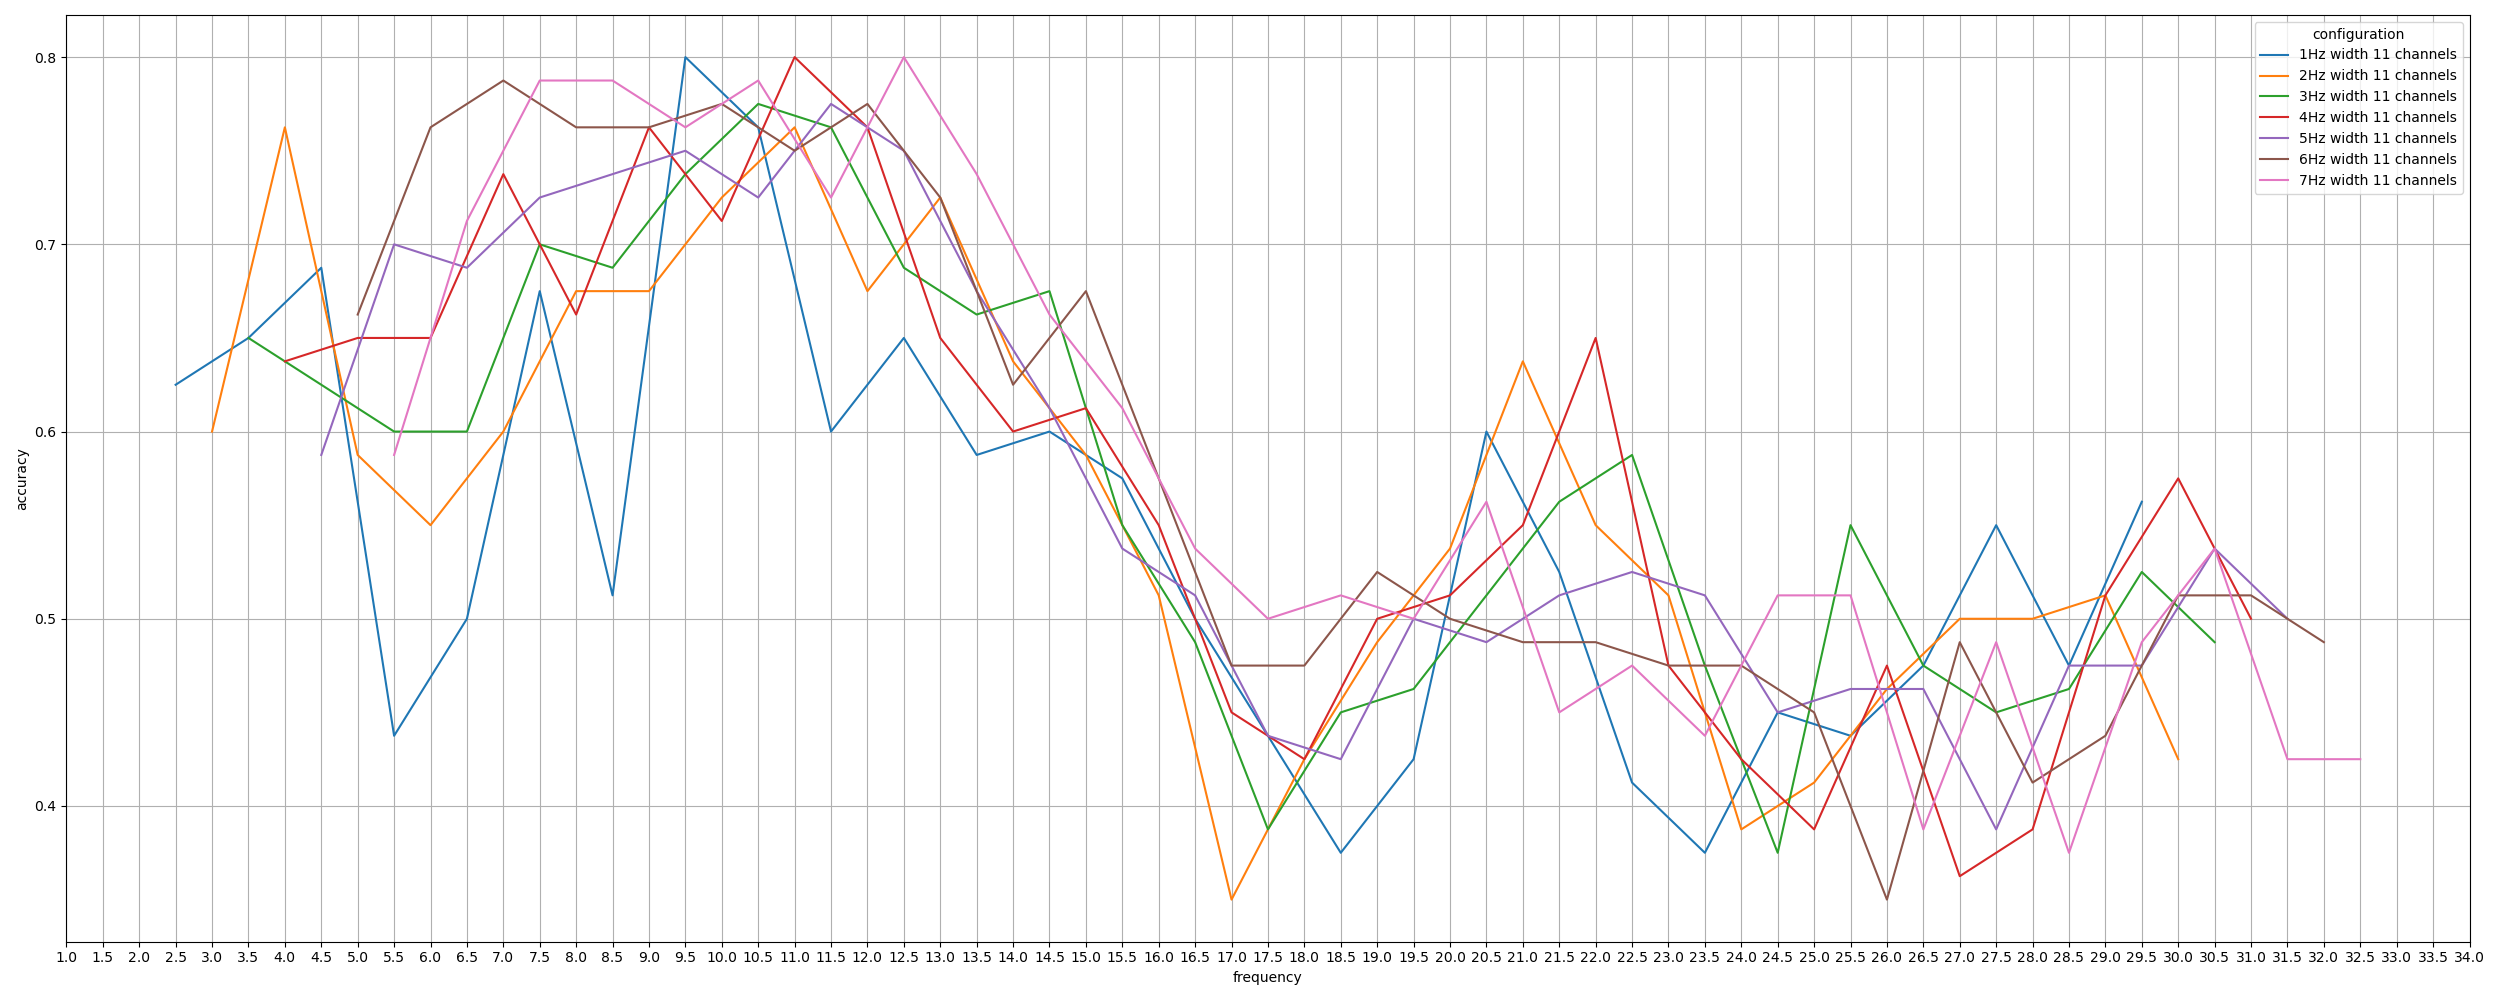 configuration
1Hz width 11 channels
2Hz width 11 channels
3Hz width 11 channels
4Hz width 11 channels
5Hz width 11 channels
6Hz width 11 channels
7Hz width 11 channels
0.8
0.7
0.6
0.5
0.4
accuracy
1.0 1.5 2.0 2.5 3.0 3.5 4.0 4.5 5.0 5.5 6.0 6.5 7.0 7.5 8.0 8.5 9.0 9.5 10.0 10.5 11.0 11.5 12.0 12.5 13.0 13.5 14.0 14.5 15.0 15.5 16.0 16.5 17.0 17.5 18.0 18.5 19.0 19.5 20.0 20.5 21.0 21.5 22.0 22.5 23.0 23.5 24.0 24.5 25.0 25.5 26.0 26.5 27.0 27.5 28.0 28.5 29.0 29.5 30.0 30.5 31.0 31.5 32.0 32.5 33.0 33.5 34.0
frequency